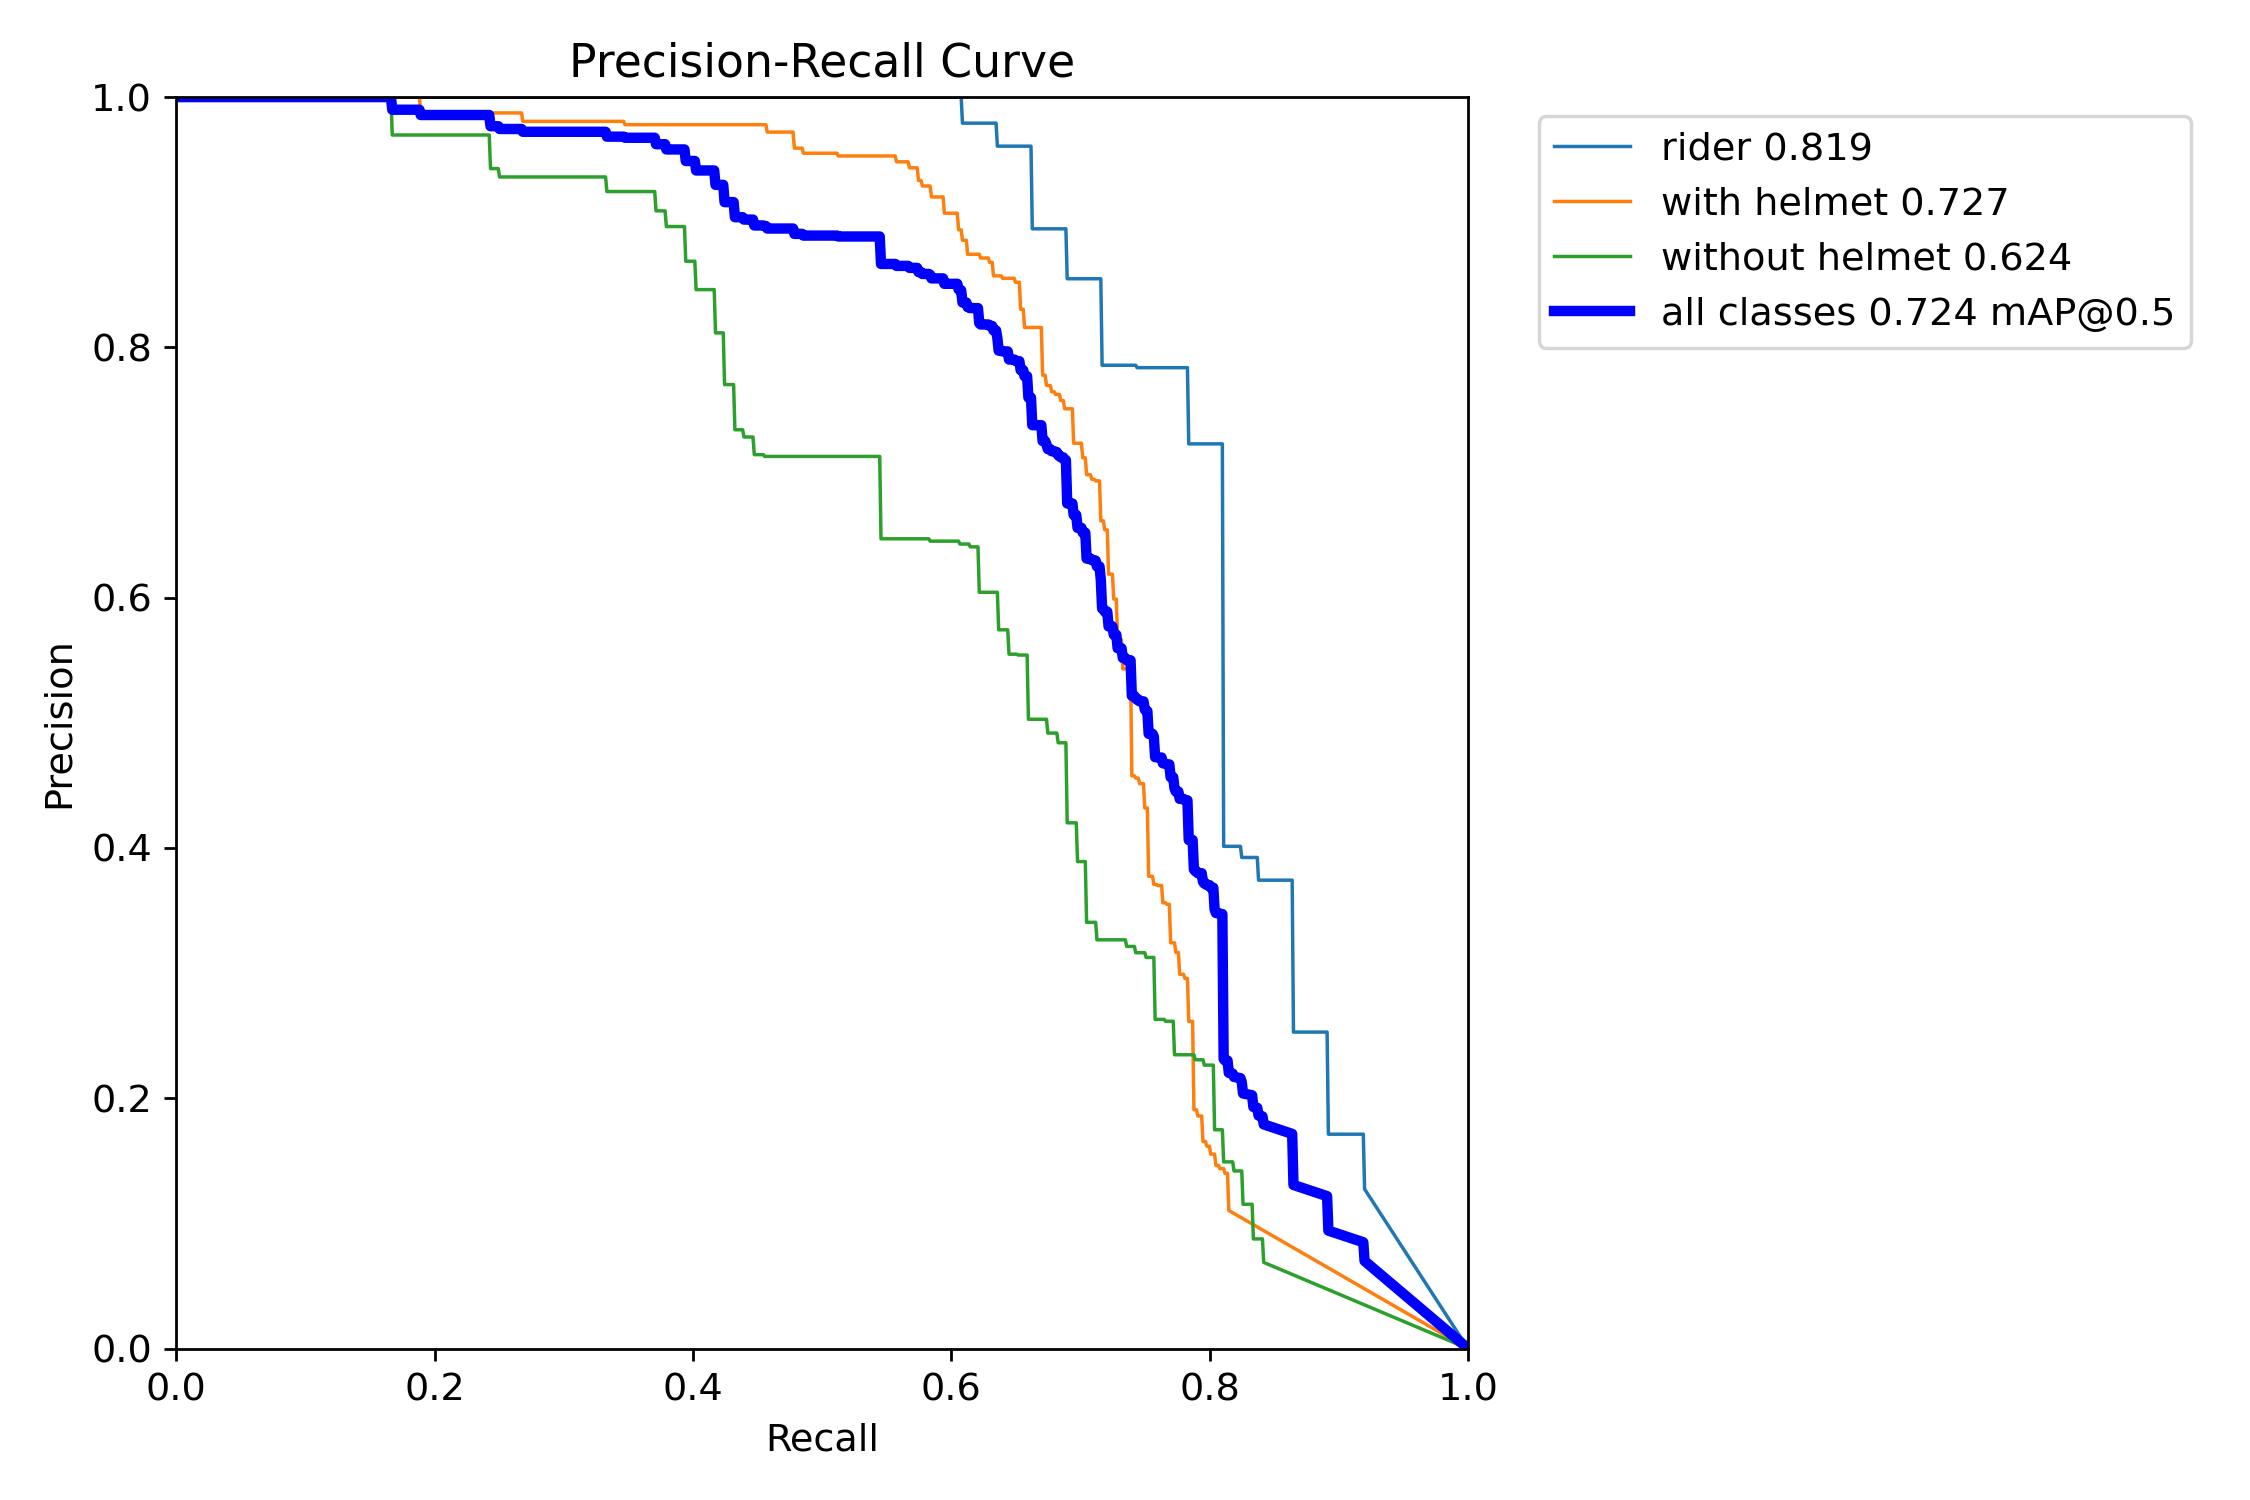 Precision-Recall Curve
1.0
0.8
0.6
0.4
0.2
0.0
Precision
0.0 0.2 0.4 0.6 0.8 1.0
Recall
rider 0.819
with helmet 0.727
without helmet 0.624
all classes 0.724 mAP@0.5